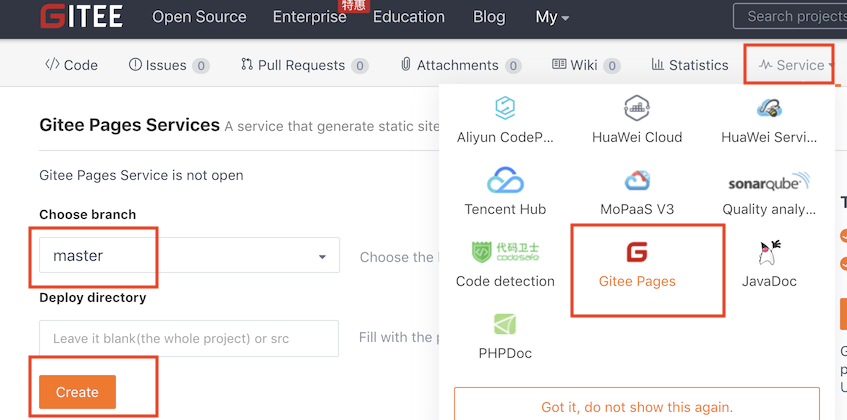 GITEE Open Source Enterprise 特惠 Education Blog My Search projects
Code Issues 0 Pull Requests 0 Attachments 0 Wiki 0 Statistics Service
Gitee Pages Services A service that generate static site
Gitee Pages Service is not open
Choose branch
master
Choose the
Deploy directory
Leave it blank(the whole project) or src
Fill with the p
Create
Aliyun CodeP... HuaWei Cloud HuaWei Servi...
Tencent Hub MoPaaS V3 sonarqube Quality analy...
代码卫士 codesafe
Code detection G Gitee Pages JavaDoc
PHPDoc
Got it, do not show this again.
T
G
p
U